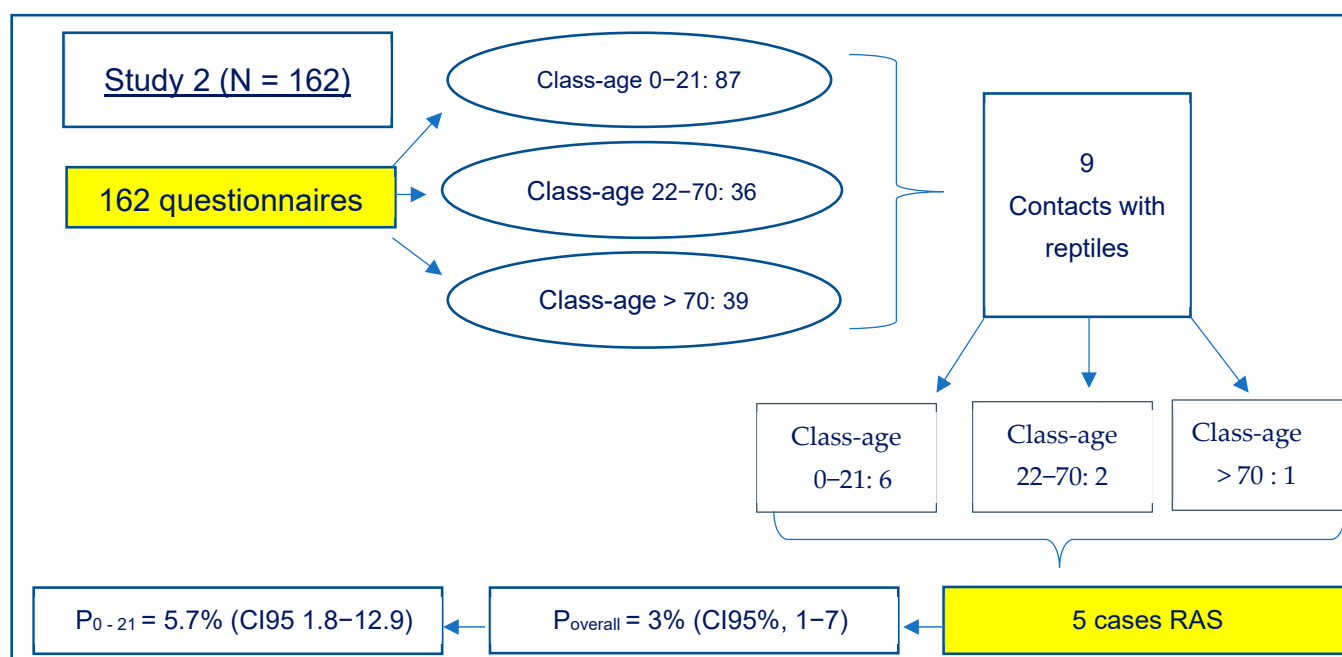 Study 2 (N = 162)
162 questionnaires
Class-age 0−21: 87
Class-age 22−70: 36
Class-age > 70: 39
9
Contacts with
reptiles
Class-age
0−21: 6
Class-age
22−70: 2
Class-age
> 70 : 1
5 cases RAS
Poverall = 3% (CI95%, 1−7)
P0 - 21 = 5.7% (CI95 1.8−12.9)